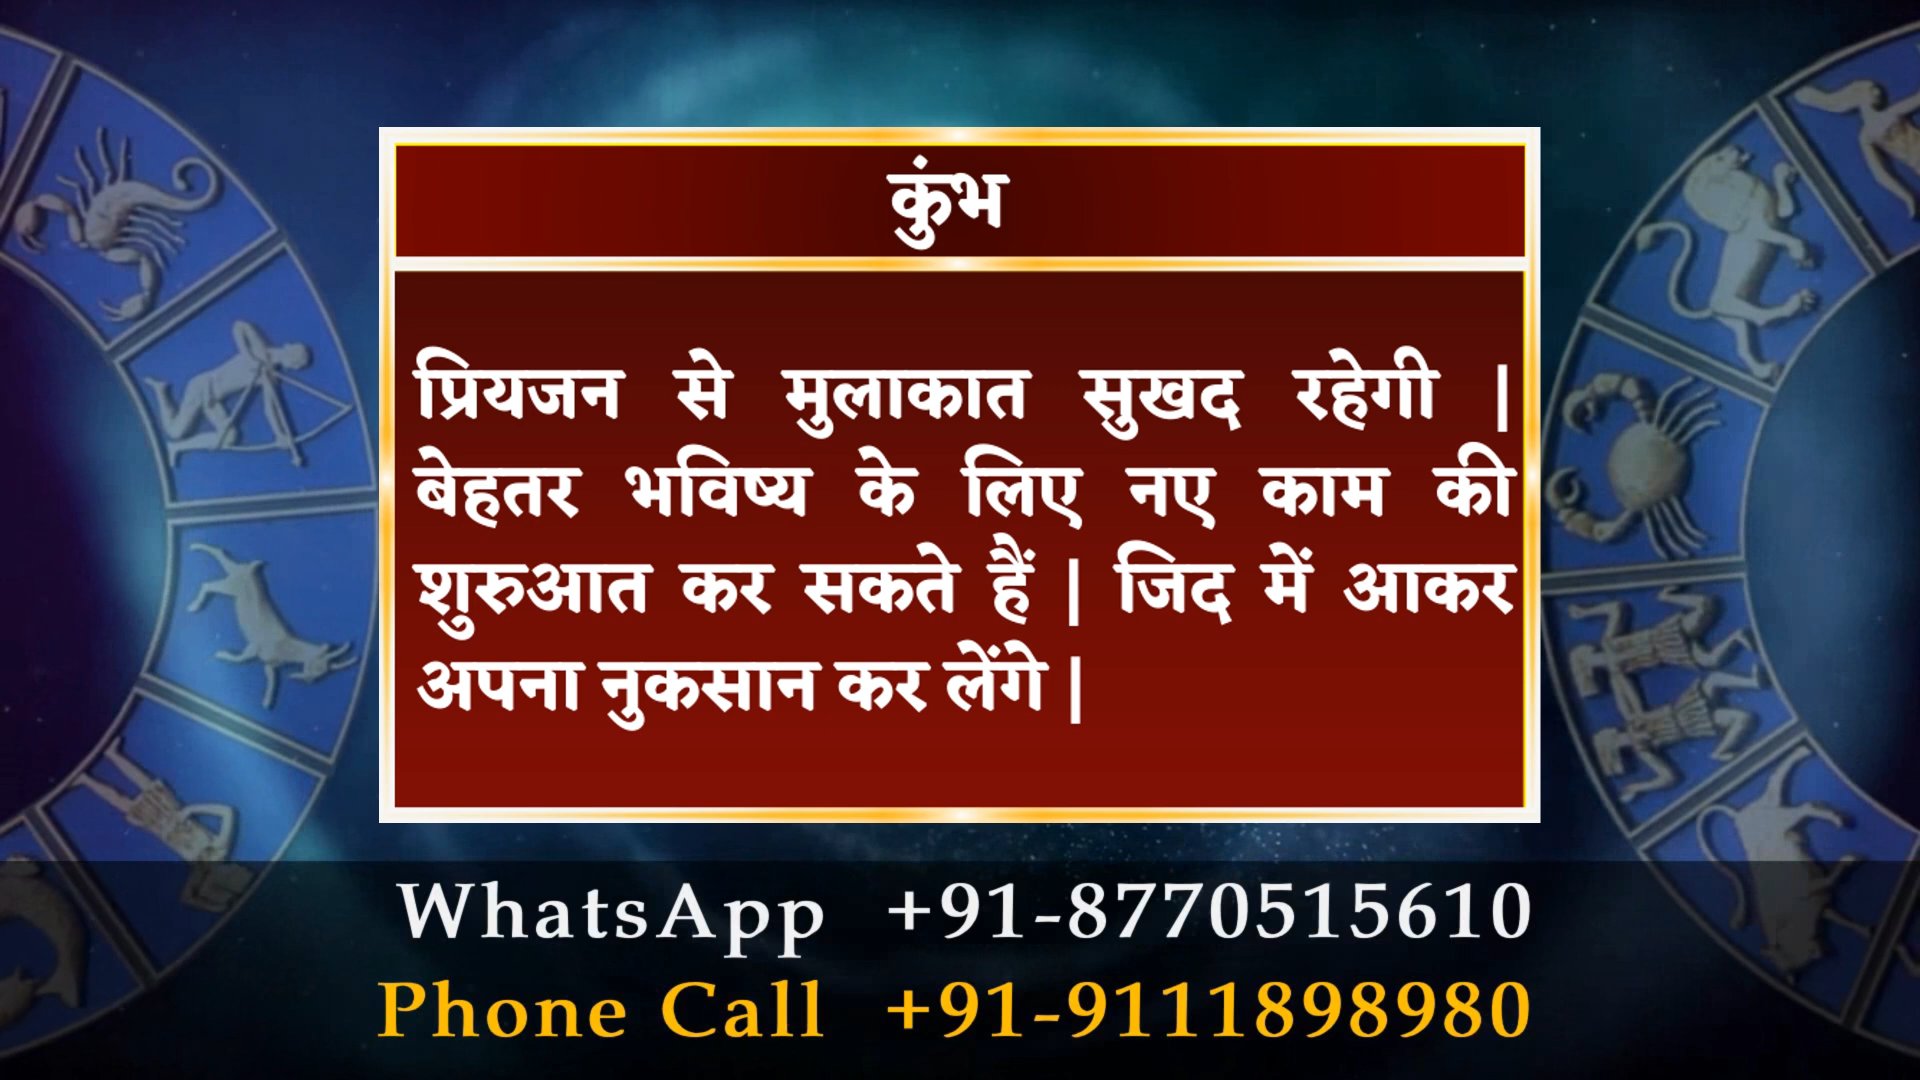 कुंभ
प्रियजन से मुलाकात सुखद रहेगी |
बेहतर भविष्य के लिए नए काम की
शुरुआत कर सकते हैं | जिद में आकर
अपना नुकसान कर लेंगे |
WhatsApp +91-8770515610
Phone Call +91-9111898980